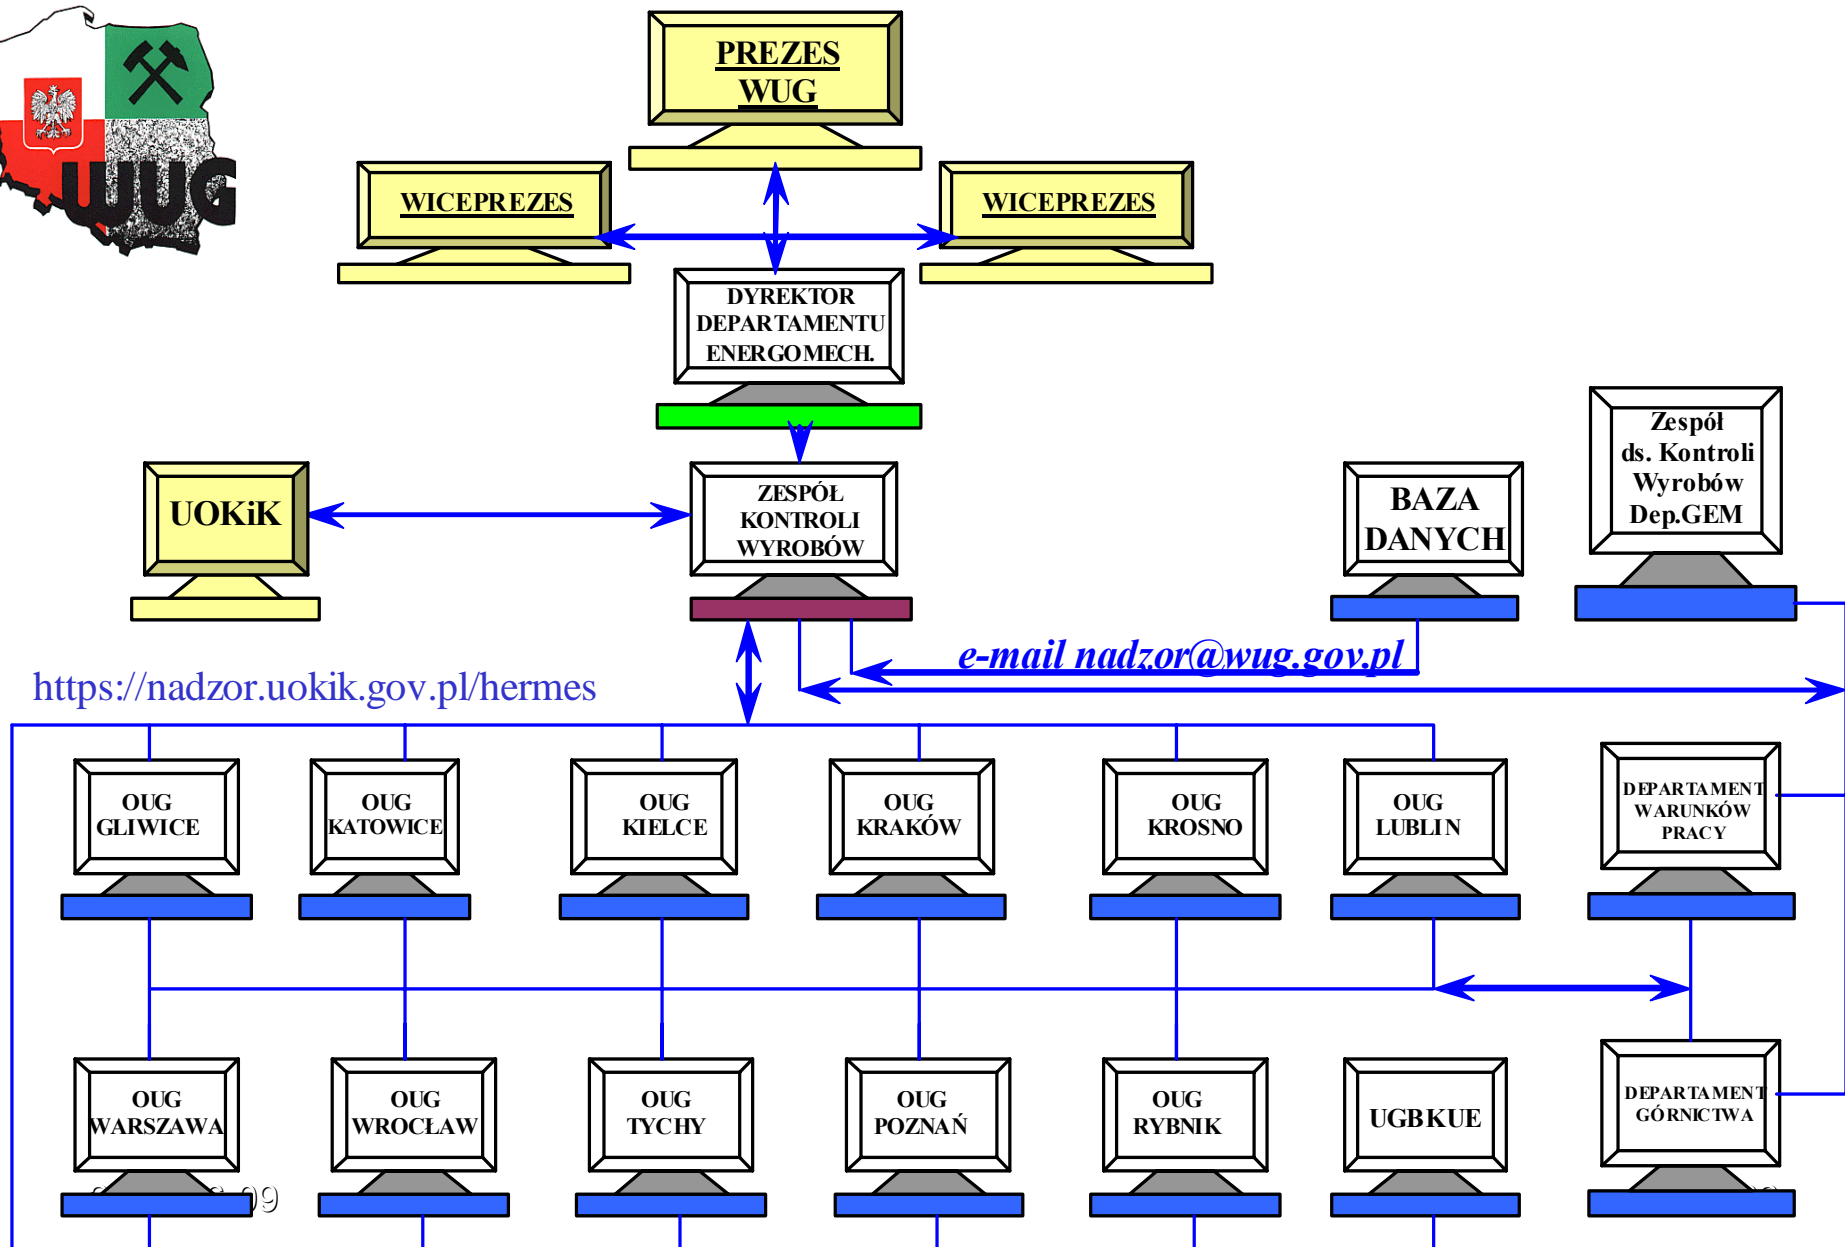 WUG
PREZES
WUG
WICEPREZES
WICEPREZES
DYREKTOR
DEPARTAMENTU
ENERGOMECH.
UOKiK
ZESPÓŁ
KONTROLI
WYROBÓW
BAZA
DANYCH
Zespół
ds. Kontroli
Wyrobów
Dep.GEM
e-mail nadzor@wug.gov.pl
https://nadzor.uokik.gov.pl/hermes
OUG
GLIWICE
OUG
KATOWICE
OUG
KIELCE
OUG
KRAKÓW
OUG
KROSNO
OUG
LUBLIN
DEPARTAMENT
WARUNKÓW
PRACY
OUG
WARSZAWA
OUG
WROCŁAW
OUG
TYCHY
OUG
POZNAŃ
OUG
RYBNIK
UGBKUE
DEPARTAMENT
GÓRNICTWA